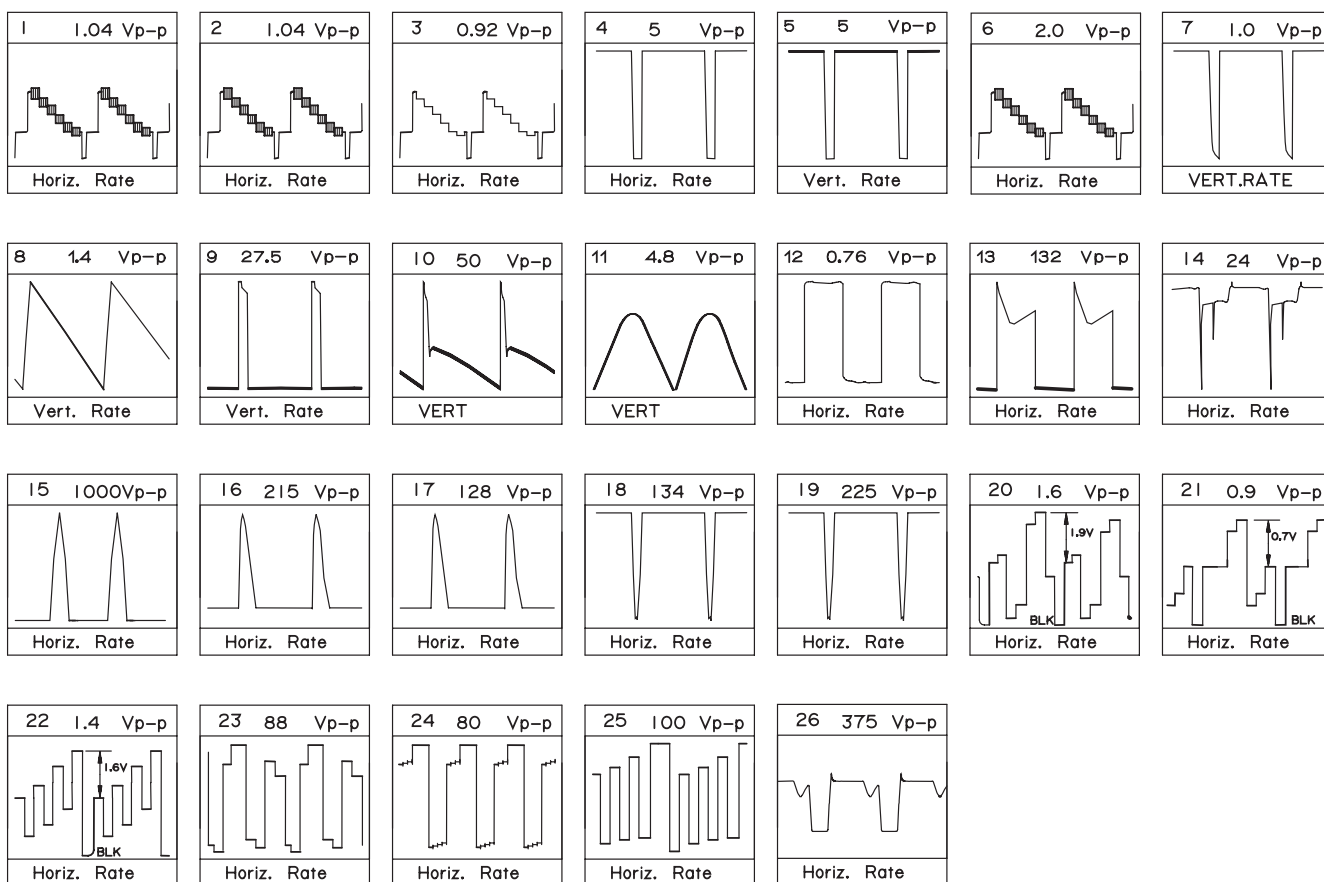 1 1.04 Vp-p
Horiz. Rate
2 1.04 Vp-p
Horiz. Rate
3 0.92 Vp-p
Horiz. Rate
4 5 Vp-p
Horiz. Rate
5 5 Vp-p
Vert. Rate
6 2.0 Vp-p
Horiz. Rate
7 1.0 Vp-p
VERT.RATE
8 1.4 Vp-p
Vert. Rate
9 27.5 Vp-p
Vert. Rate
10 50 Vp-p
VERT
11 4.8 Vp-p
VERT
12 0.76 Vp-p
Horiz. Rate
13 132 Vp-p
Horiz. Rate
14 24 Vp-p
Horiz. Rate
15 1000Vp-p
Horiz. Rate
16 215 Vp-p
Horiz. Rate
17 128 Vp-p
Horiz. Rate
18 134 Vp-p
Horiz. Rate
19 225 Vp-p
Horiz. Rate
20 1.6 Vp-p
1.9V
BLK
Horiz. Rate
21 0.9 Vp-p
0.7V
BLK
Horiz. Rate
22 1.4 Vp-p
1.6V
BLK
Horiz. Rate
23 88 Vp-p
Horiz. Rate
24 80 Vp-p
Horiz. Rate
25 100 Vp-p
Horiz. Rate
26 375 Vp-p
Horiz. Rate